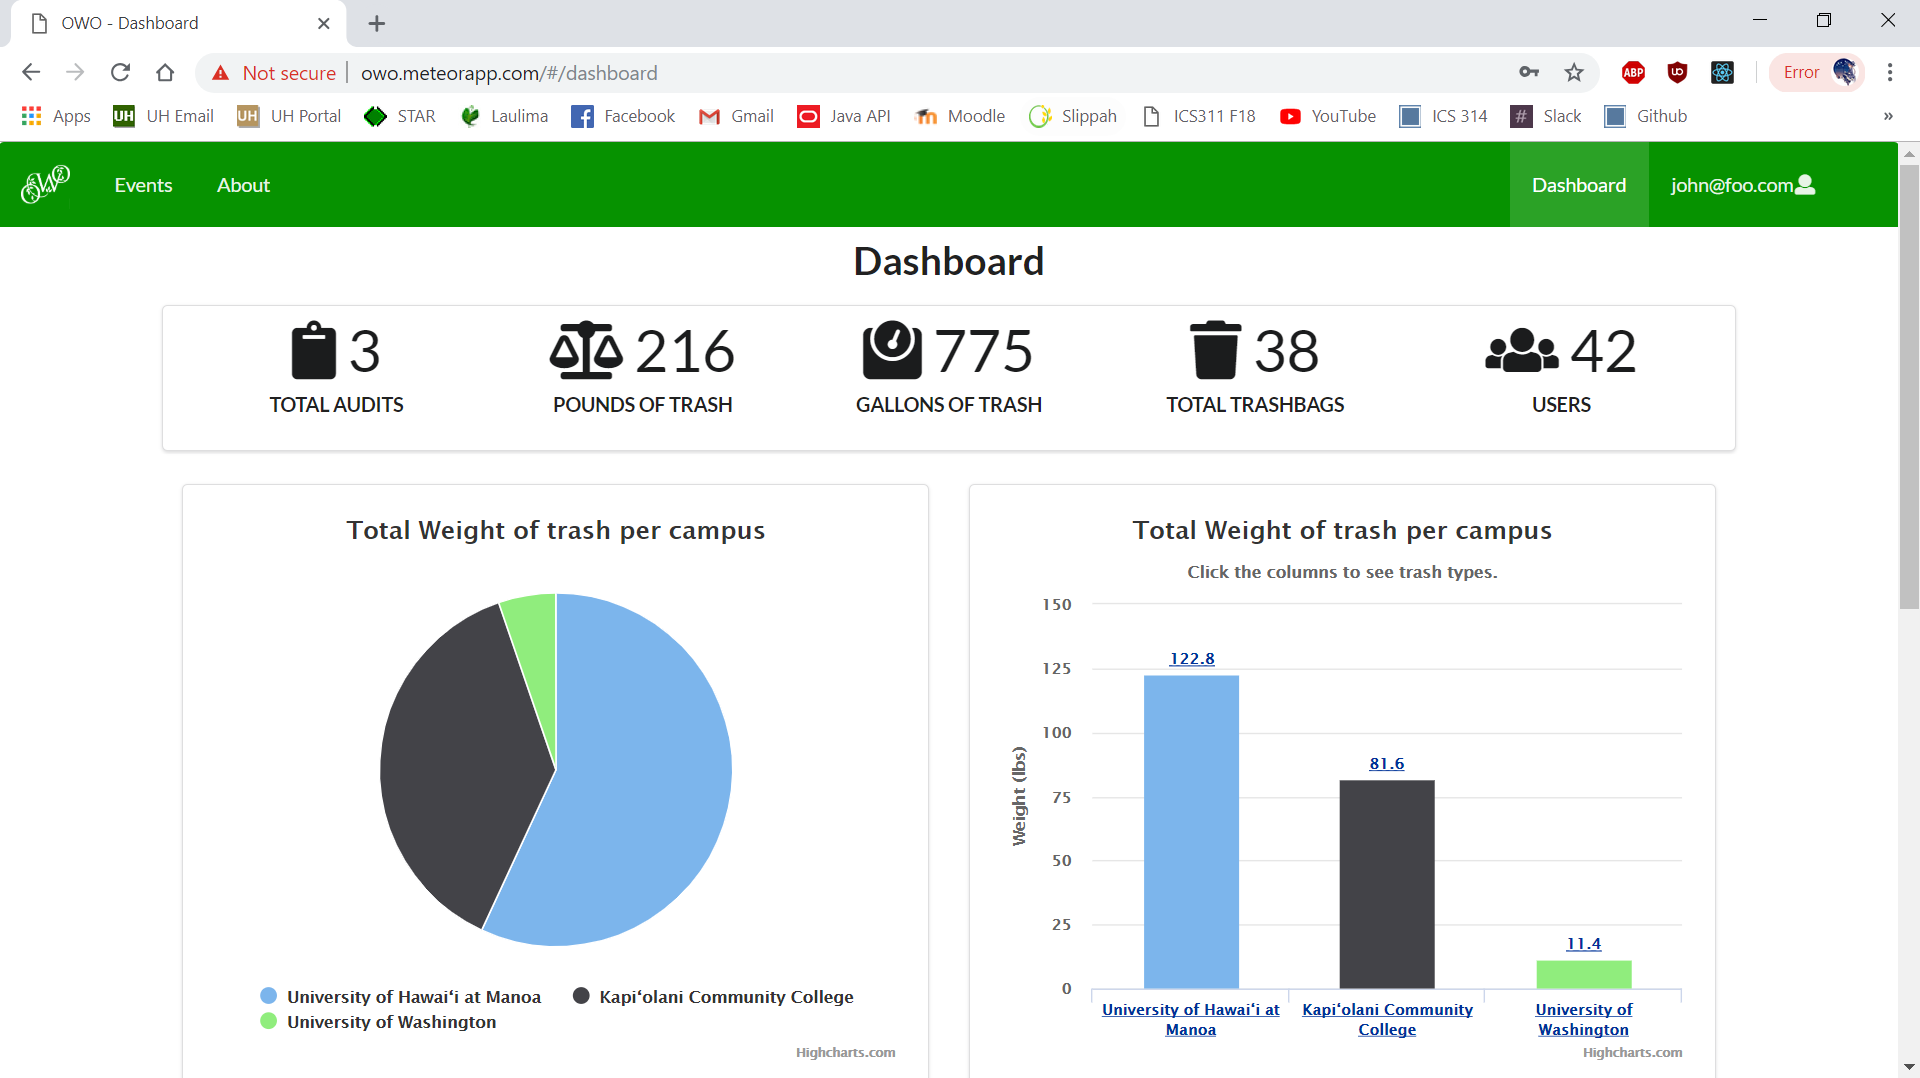 OWO - Dashboard
Not secure owo.meteorapp.com/#/dashboard ABP Error
Apps UH UH Email UH UH Portal STAR Laulima Facebook Gmail Java API Moodle Slippah ICS311 F18 YouTube ICS 314 # Slack Github »
OWO Events About Dashboard john@foo.com
Dashboard
3 216 775 38 42
TOTAL AUDITS POUNDS OF TRASH GALLONS OF TRASH TOTAL TRASHBAGS USERS
Total Weight of trash per campus
University of Hawaiʻi at Manoa Kapiʻolani Community College
University of Washington
Highcharts.com
Total Weight of trash per campus
Click the columns to see trash types.
Weight (lbs)
150
125
100
75
50
25
0
122.8
81.6
11.4
University of Hawaiʻi at Manoa
Kapiʻolani Community College
University of Washington
Highcharts.com